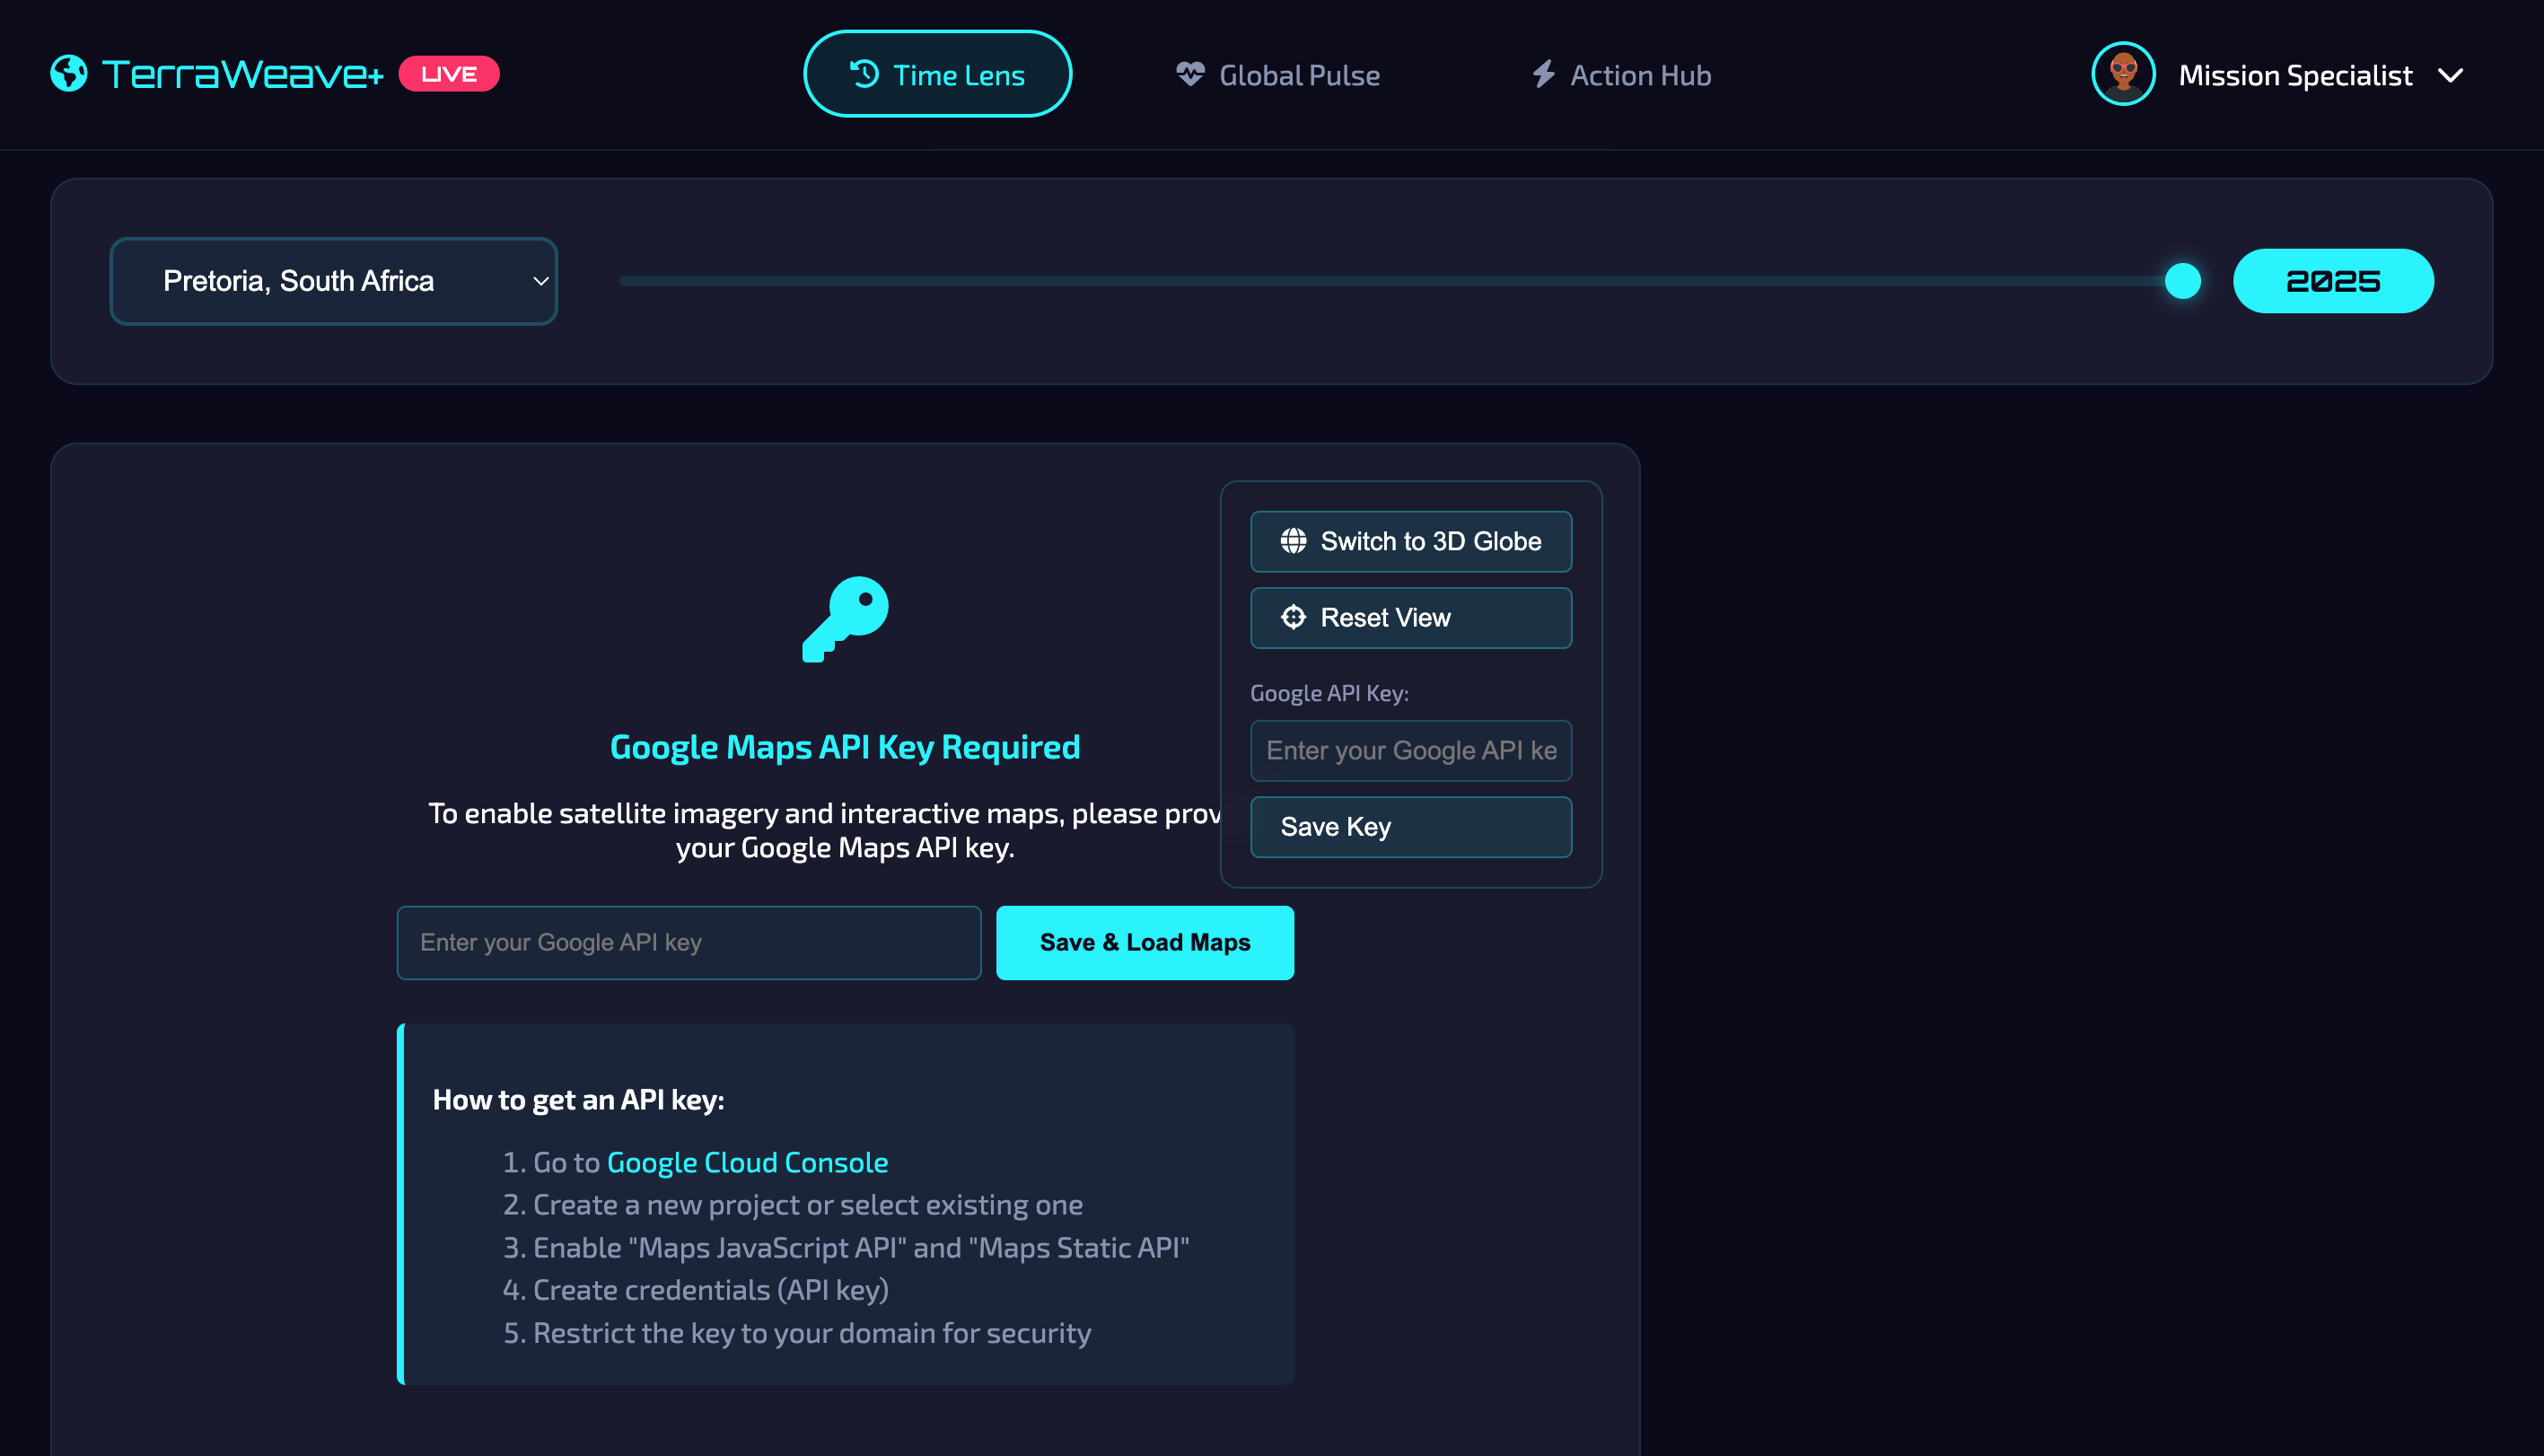 TerraWeave+ LIVE
Time Lens
Global Pulse
Action Hub
Mission Specialist
Pretoria, South Africa
2025
Switch to 3D Globe
Reset View
Google API Key:
Enter your Google API ke
Save Key
Google Maps API Key Required
To enable satellite imagery and interactive maps, please prov
your Google Maps API key.
Enter your Google API key
Save & Load Maps
How to get an API key:
1. Go to Google Cloud Console
2. Create a new project or select existing one
3. Enable "Maps JavaScript API" and "Maps Static API"
4. Create credentials (API key)
5. Restrict the key to your domain for security